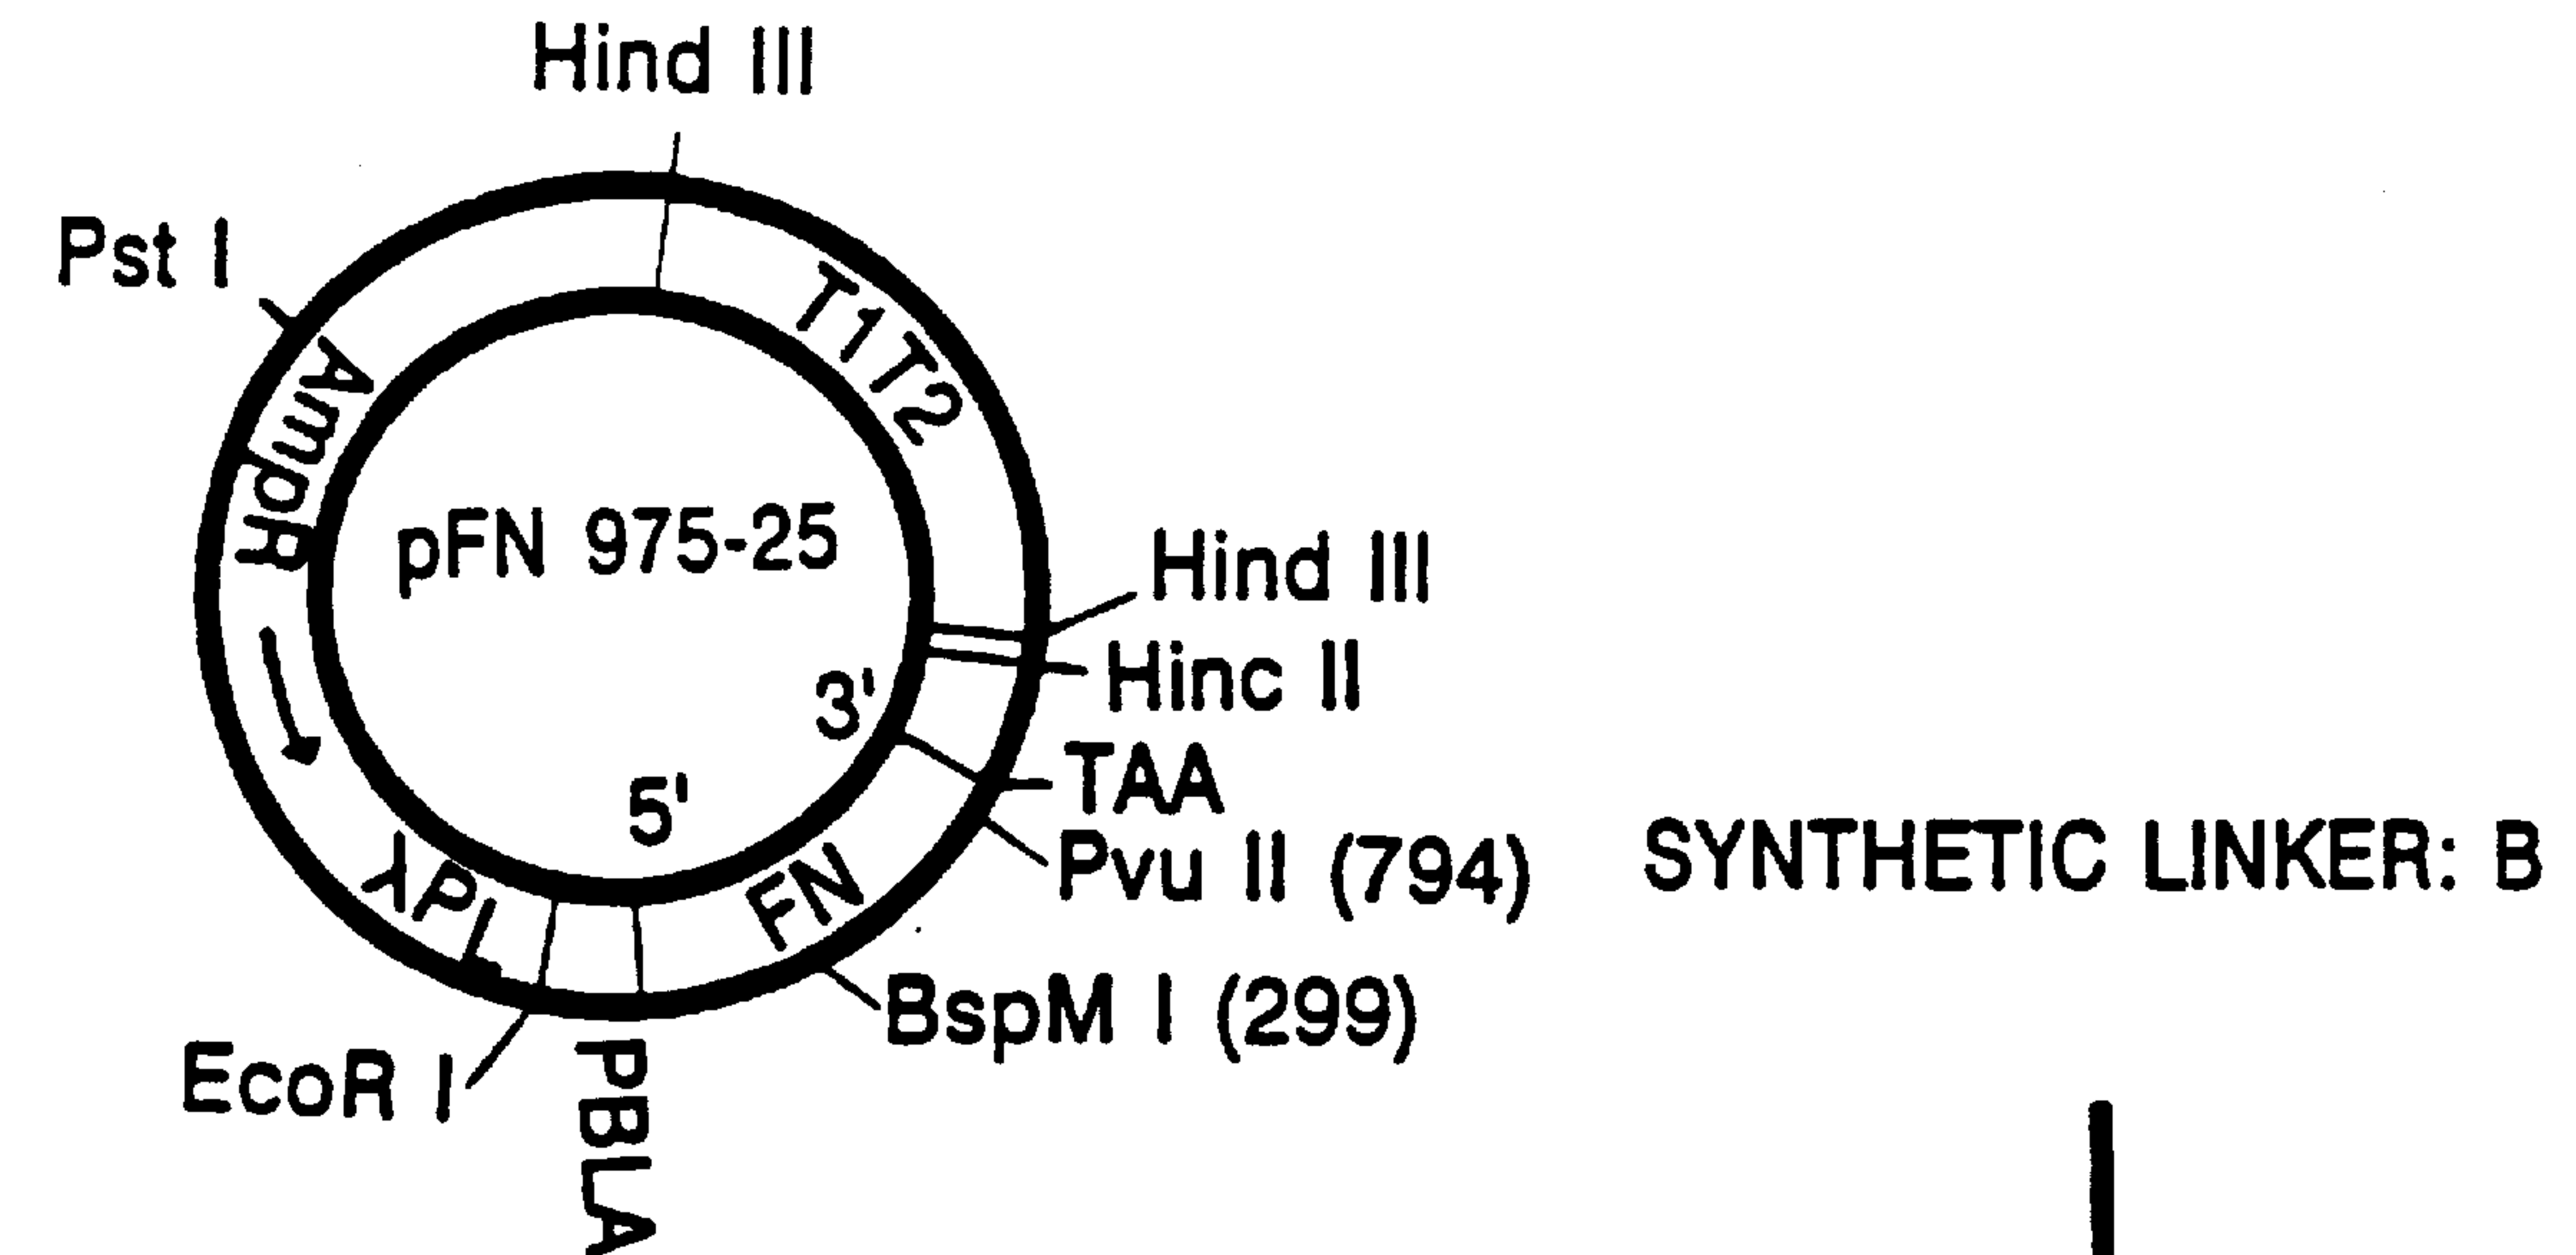 Hind III
Pst I
T1T2
AmpR
pFN 975-25
Hind III
Hinc II
3'
TAA
5'
Pvu II (794)
SYNTHETIC LINKER: B
λPL
FN
BspM I (299)
EcoR I
PBLA